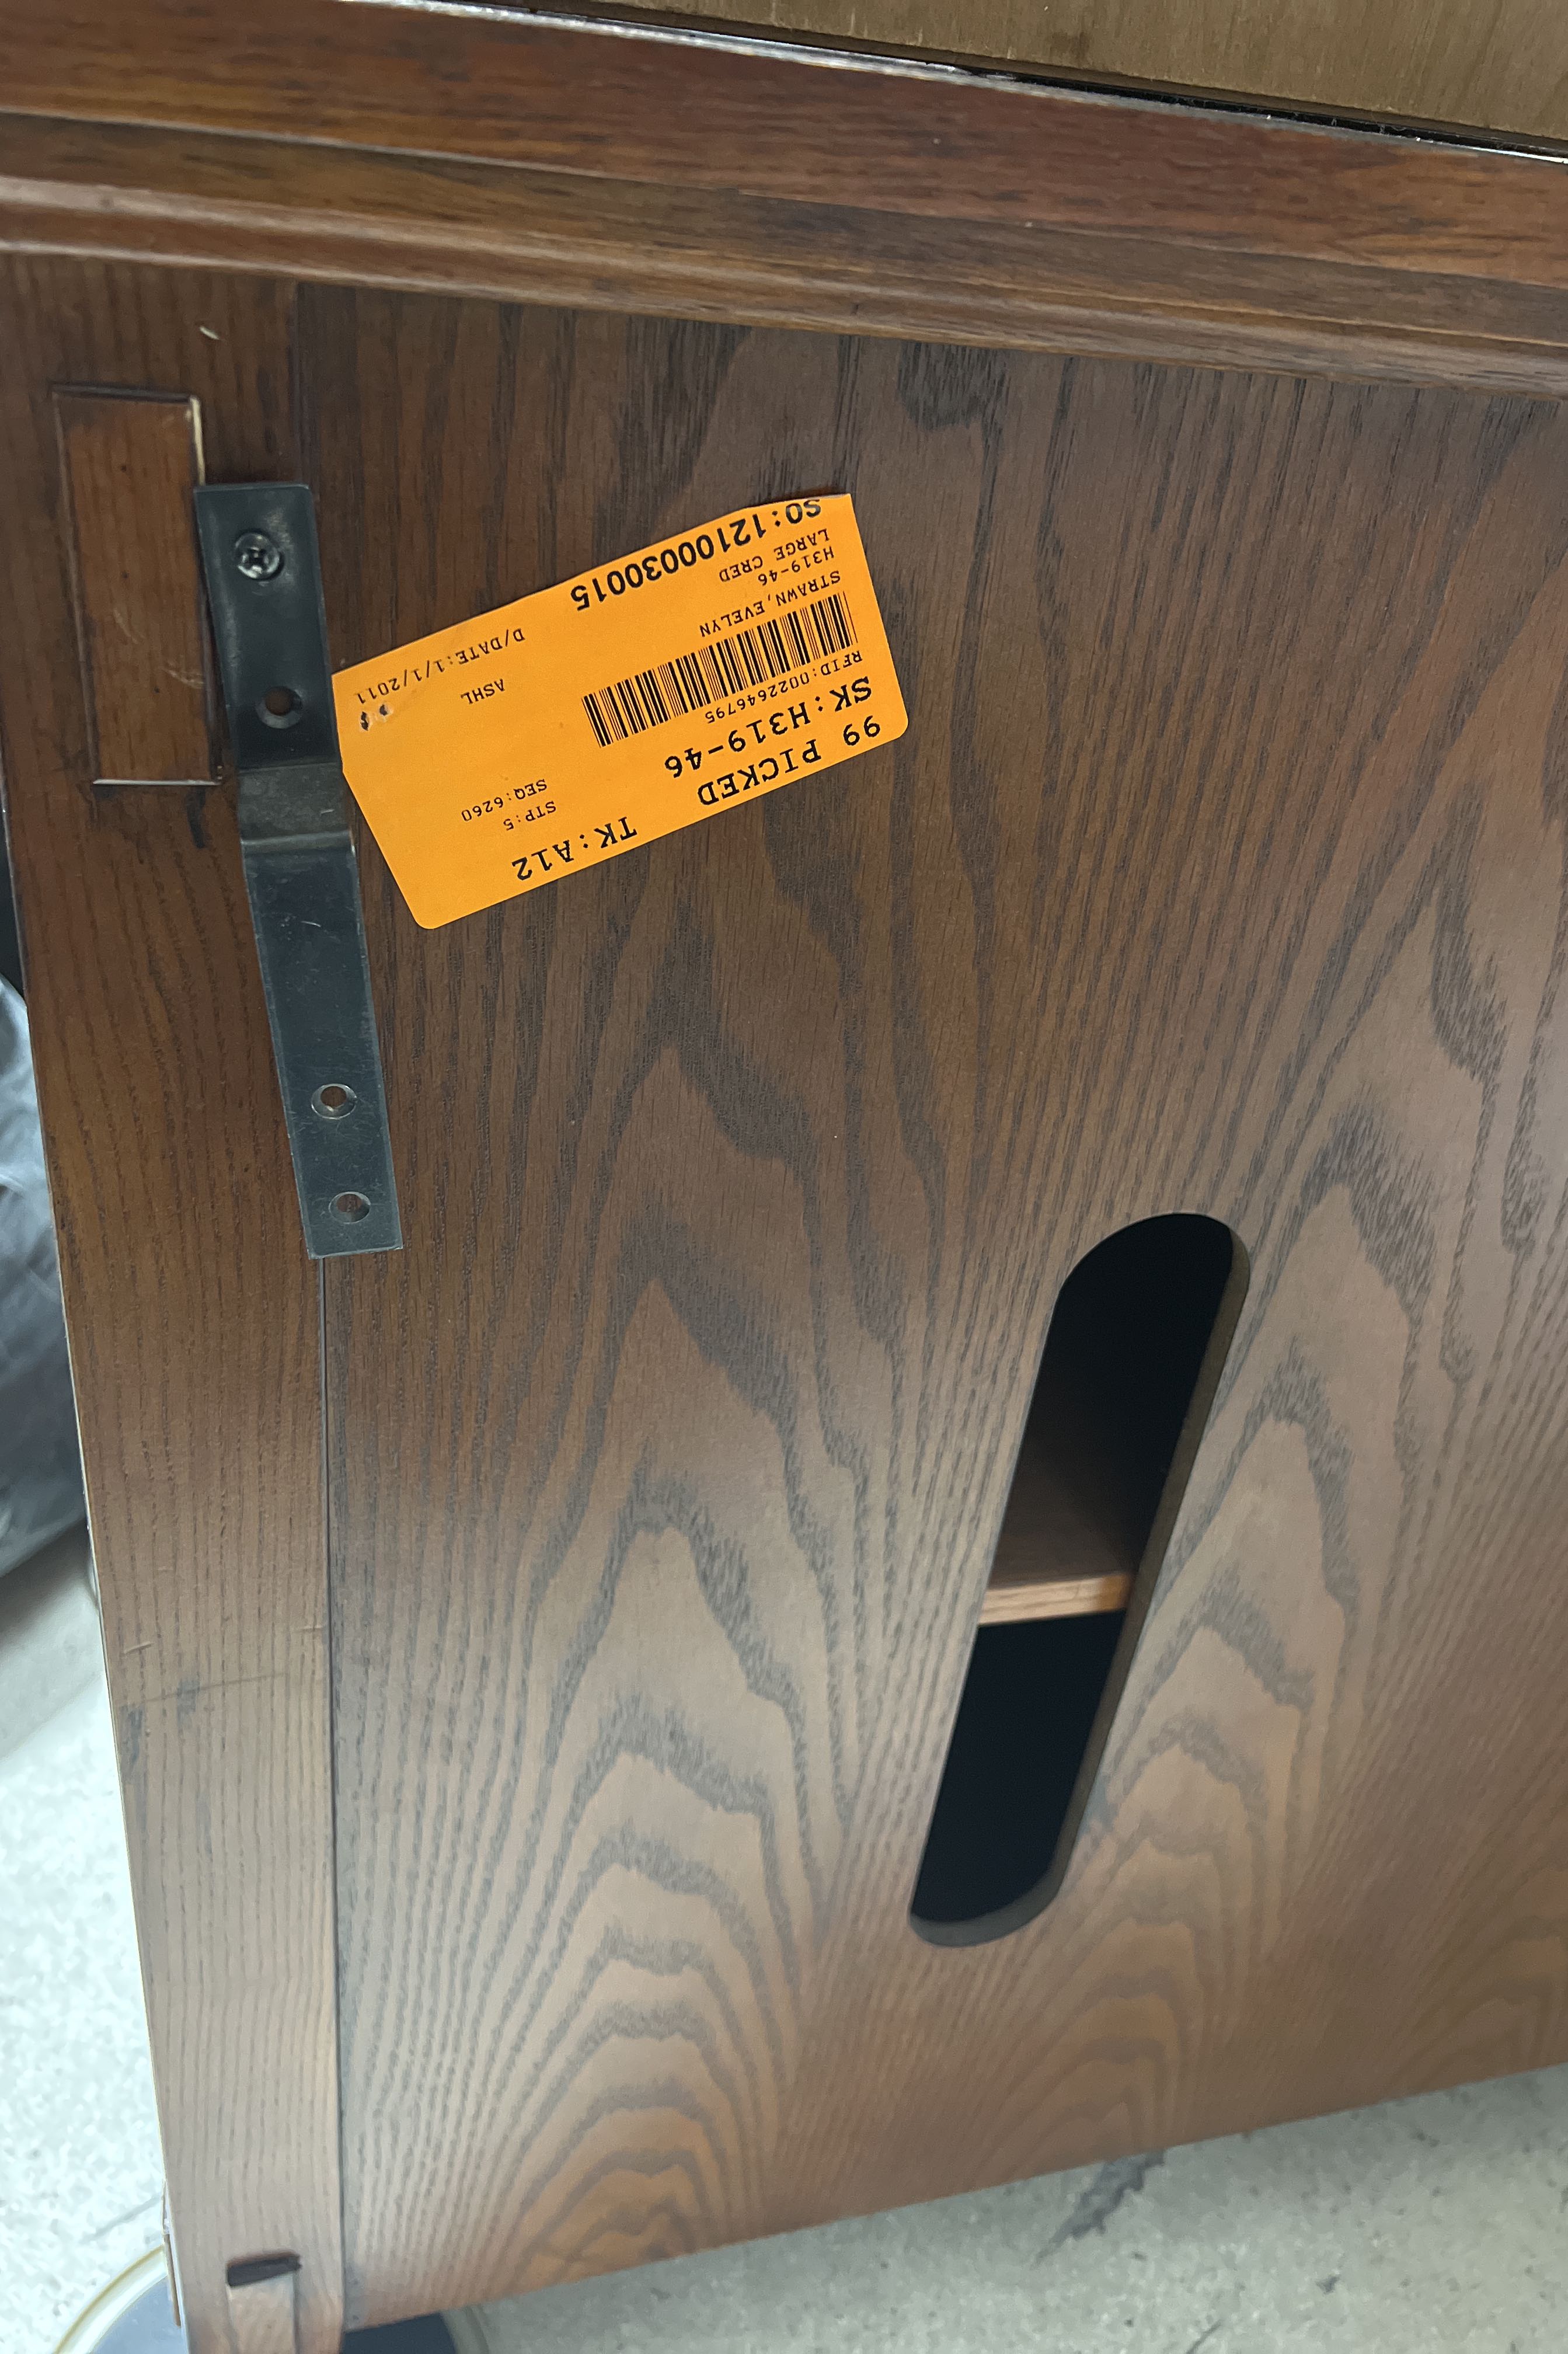 TK:A12
99 PICKED
STP:5
SEQ:6260
SK:H319-46
RFID:0022646795
STRAWN,EVELYN
ASHL
H319-46
LARGE CRED
D/DATE:1/1/2011
SO:12100030015